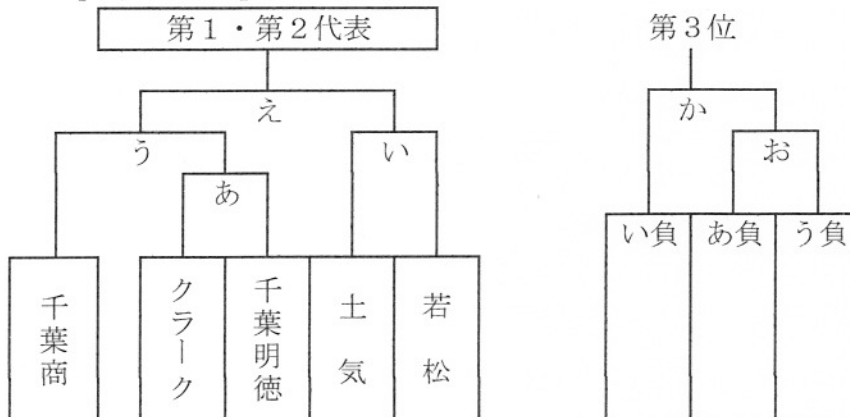 第1・第2代表
第3位
え
か
う
い
お
あ
い負
あ負
う負
千葉商
クラーク
千葉明徳
土気
若松